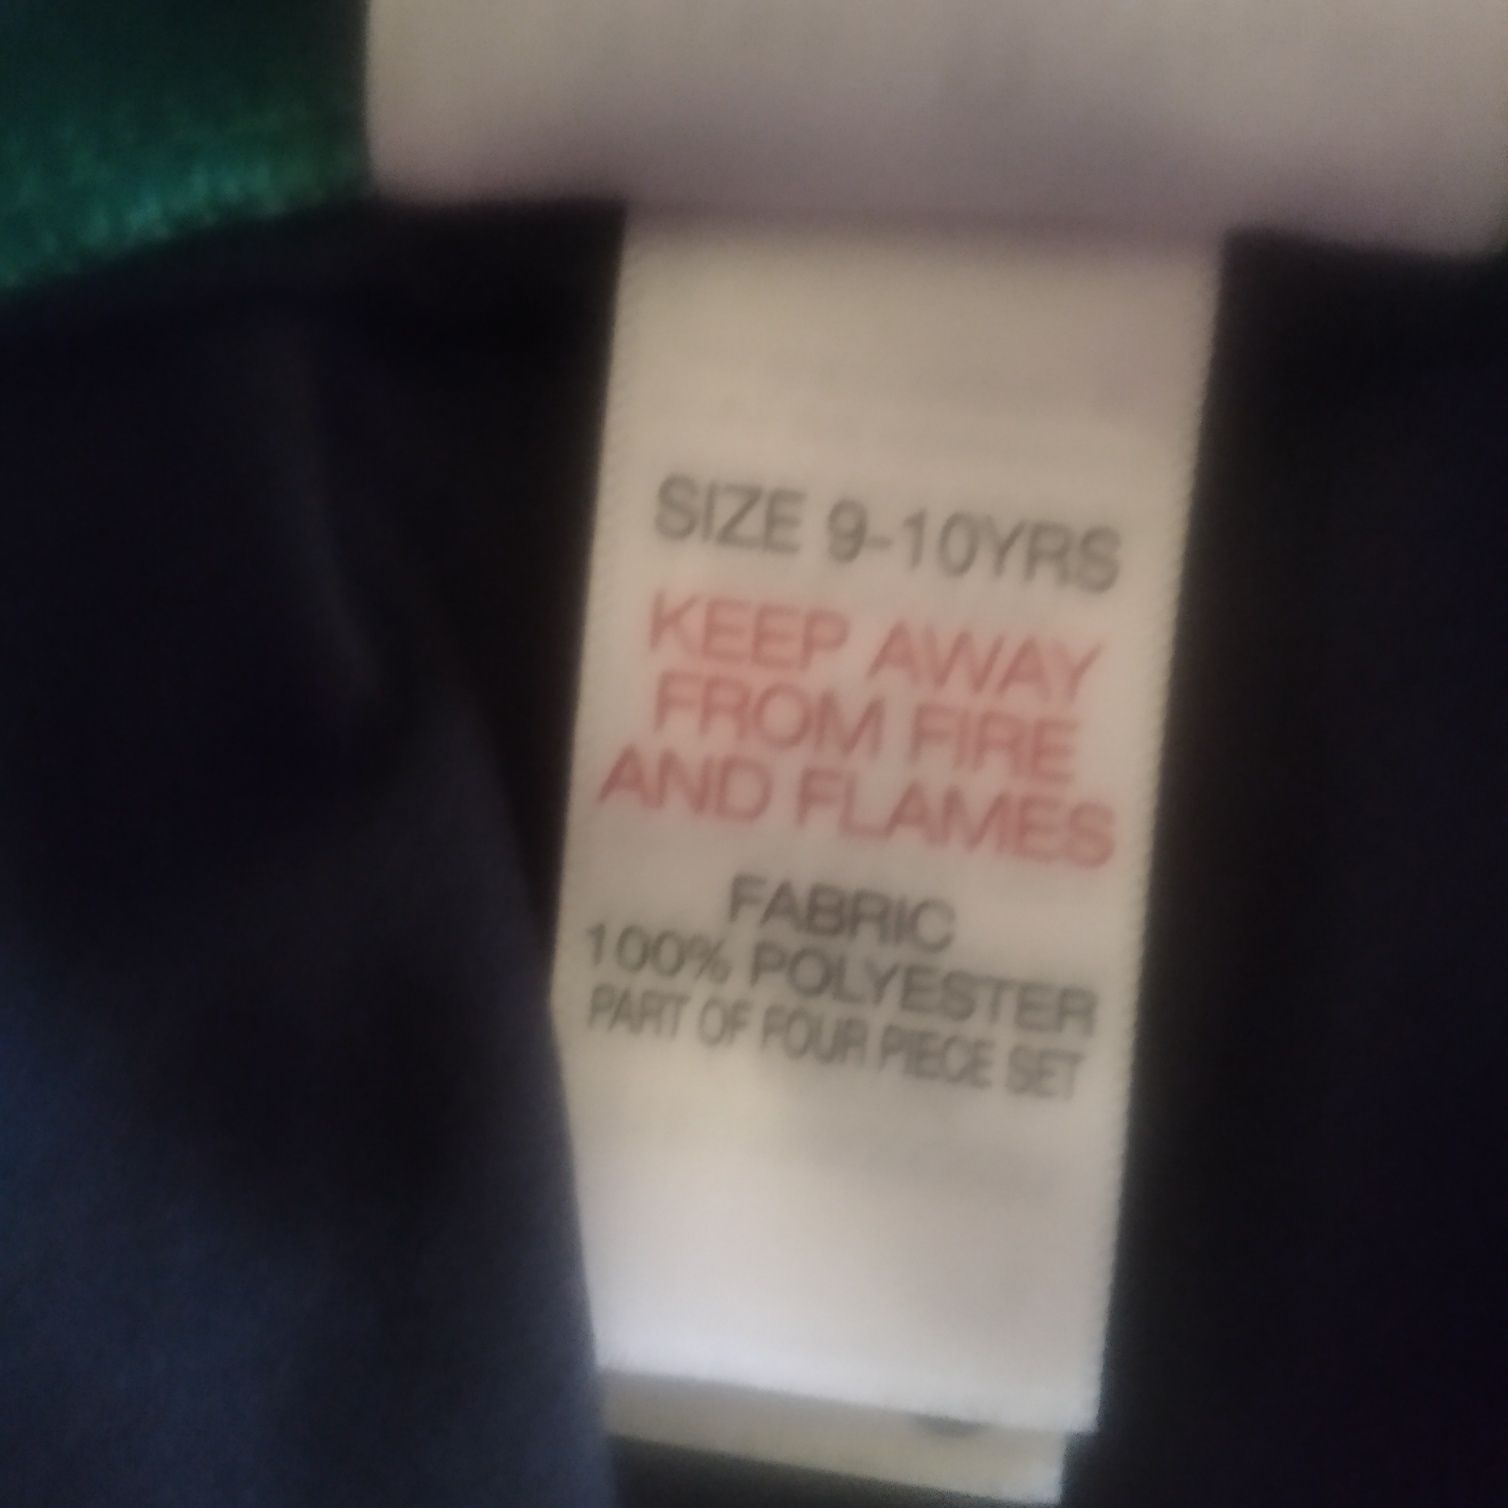 SIZE 9-10YRS
KEEP AWAY
FROM FIRE
AND FLAMES
FABRIC
100% POLYESTER
PART OF FOUR PIECE SET